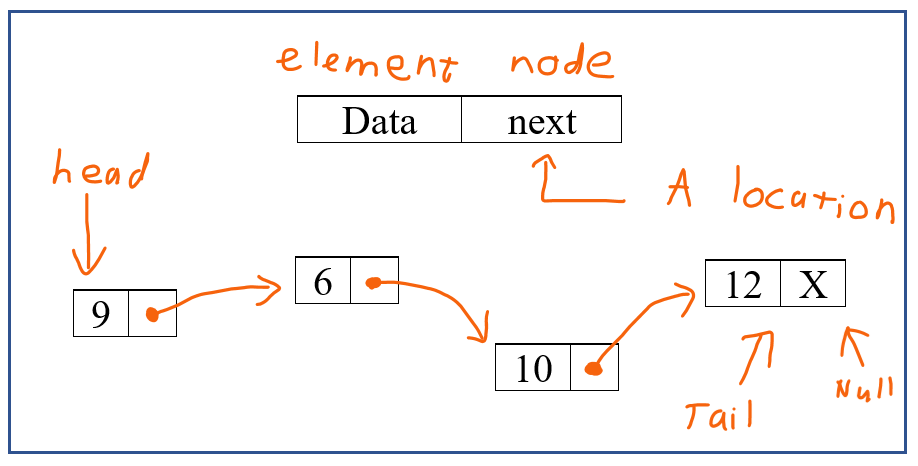 element node
Data next
head
A location
9
6
12 X
10
Tail
Null